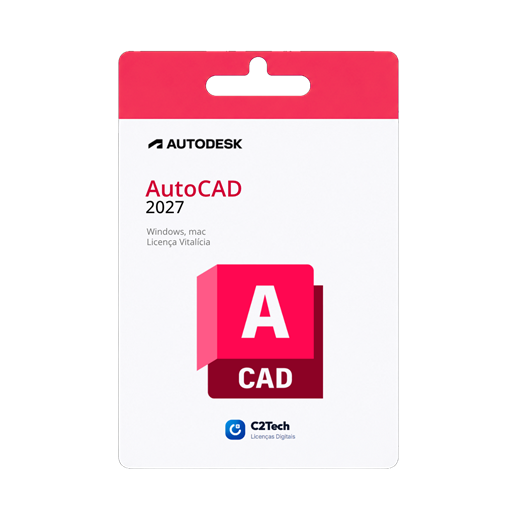 AUTODESK
AutoCAD
2027
Windows, mac
Licença Vitalícia
A
CAD
C2Tech
Licenças Digitais